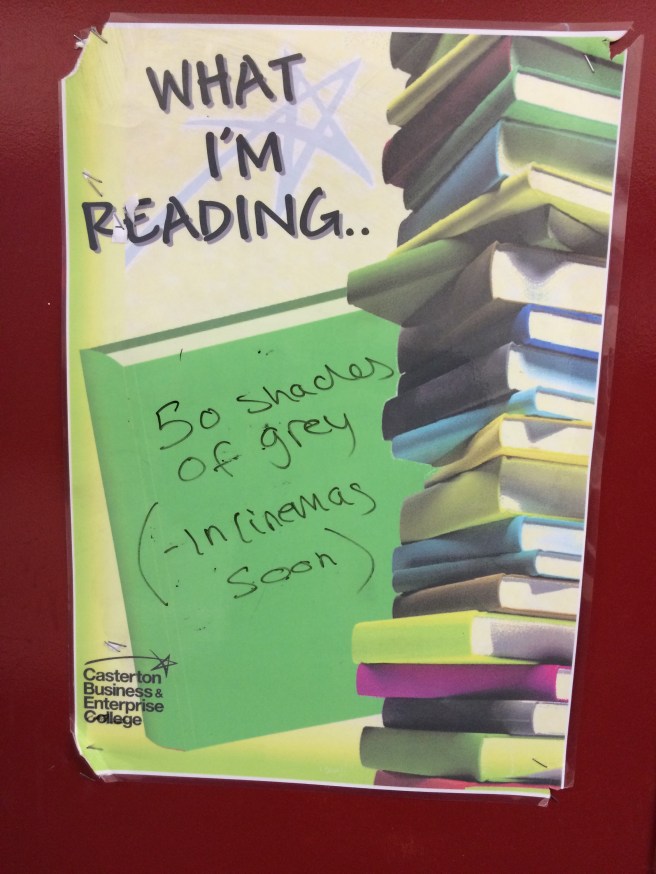 WHAT
I'M
READING..
50 shades
of grey
(-In cinemas
soon)
Casterton
Business &
Enterprise
College